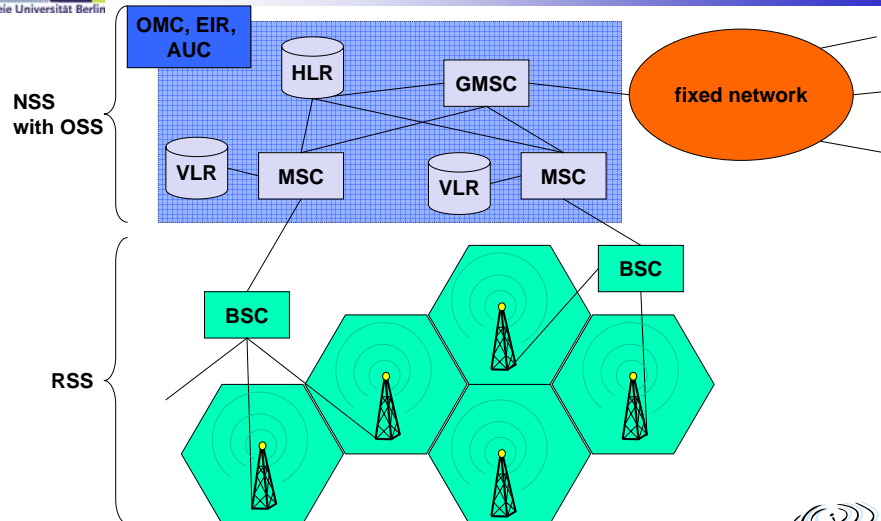 eie Universität Berlin
OMC, EIR,
AUC
HLR
GMSC
fixed network
NSS
with OSS
VLR
MSC
VLR
MSC
BSC
BSC
RSS